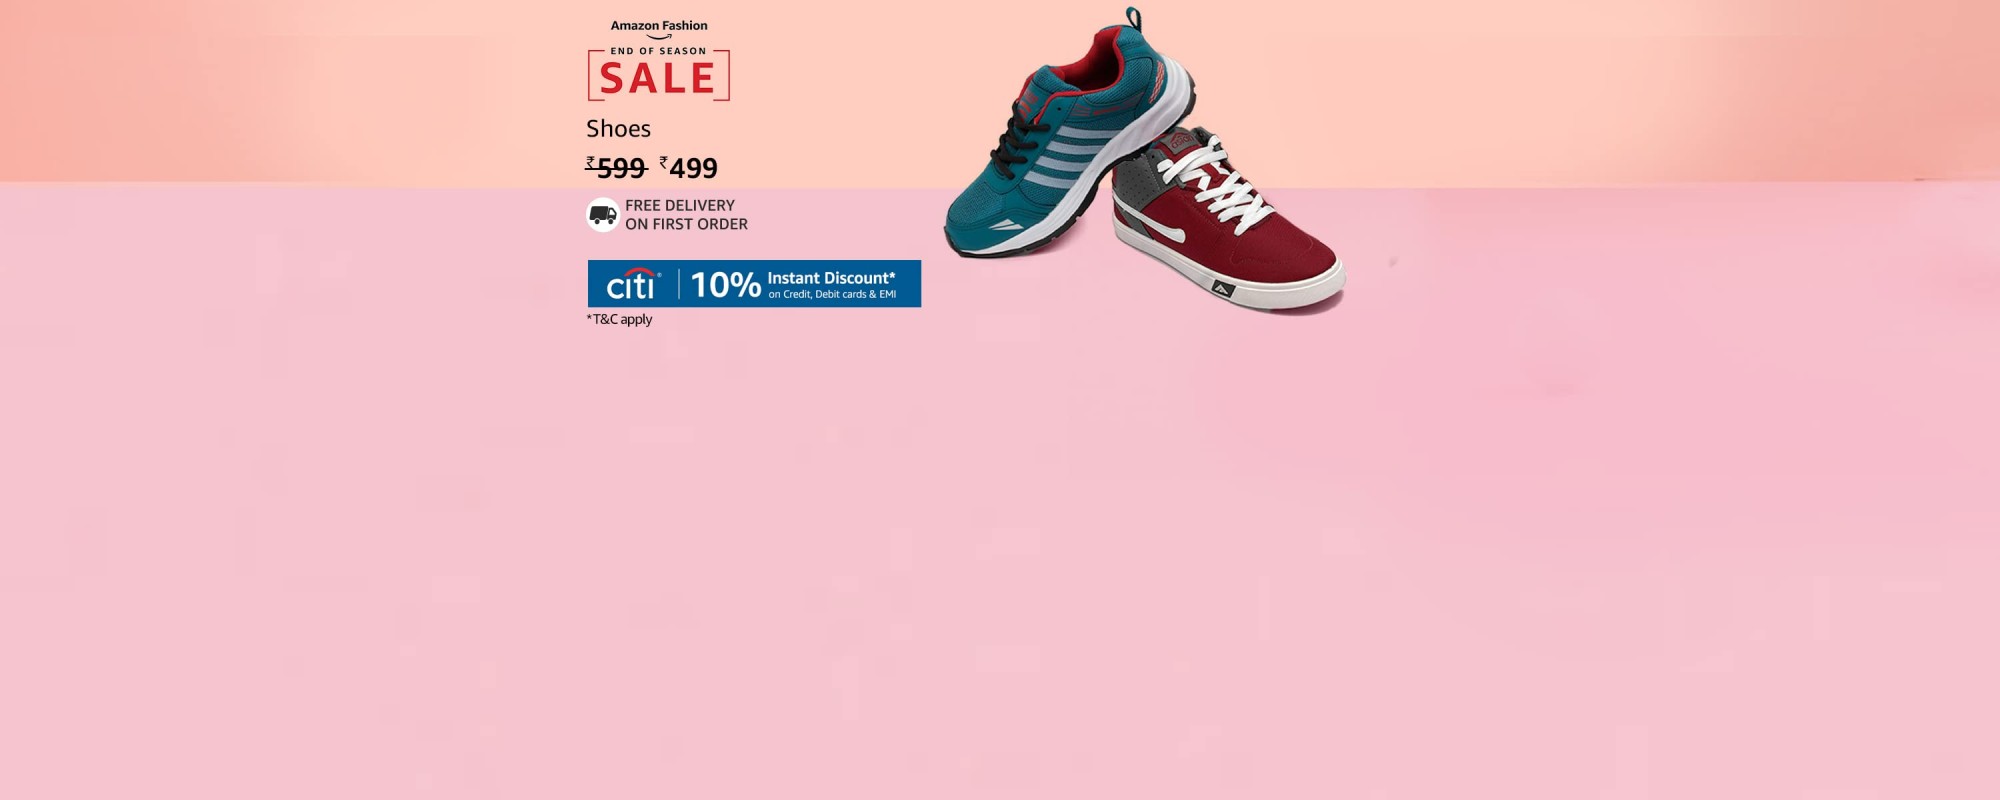 Amazon Fashion
END OF SEASON
SALE
Shoes
₹599 ₹499
FREE DELIVERY
ON FIRST ORDER
citi® | 10% Instant Discount*
on Credit, Debit cards & EMI
*T&C apply